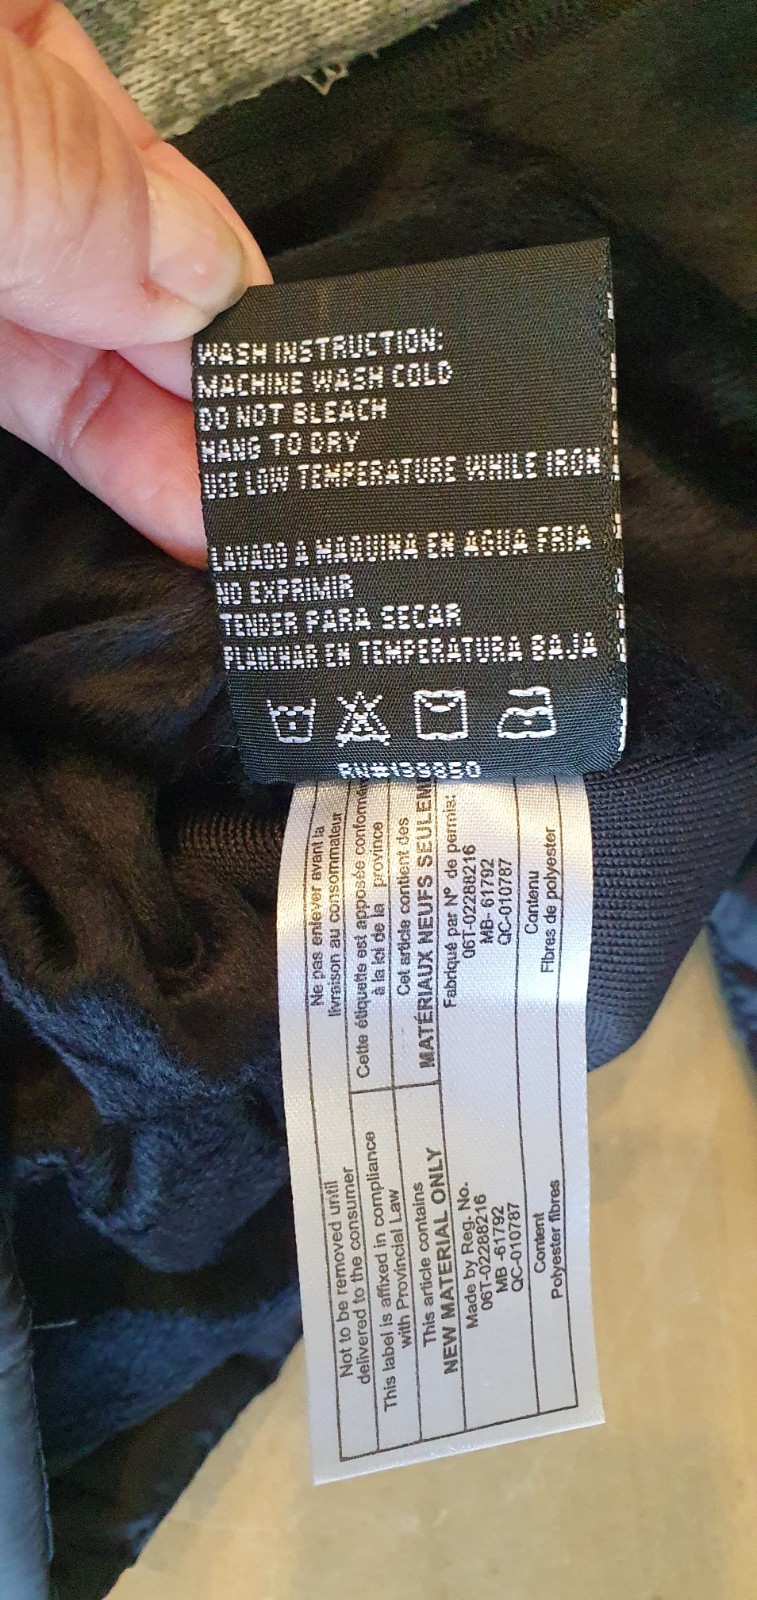 WASH INSTRUCTION:
MACHINE WASH COLD
DO NOT BLEACH
HANG TO DRY
USE LOW TEMPERATURE WHILE IRON
LAVADO A MAQUINA EN AGUA FRIA
NO EXPRIMIR
TENDER PARA SECAR
PLANCHAR EN TEMPERATURA BAJA
Not to be removed until
delivered to the consumer
This label is affixed in compliance
with Provincial Law
This article contains
NEW MATERIAL ONLY
Made by Reg. No.
06T-02288216
MB -61792
QC-010787
Content
Polyester fibres
Ne pas enlever avant la
livraison au consommateur
Cette étiquette est apposée conformé
à la loi de la province
Cet article contient des
MATÉRIAUX NEUFS SEULEM
Fabriqué par Nº de permis:
06T-02288216
MB- 61792
QC-010787
Contenu
Fibres de polyester